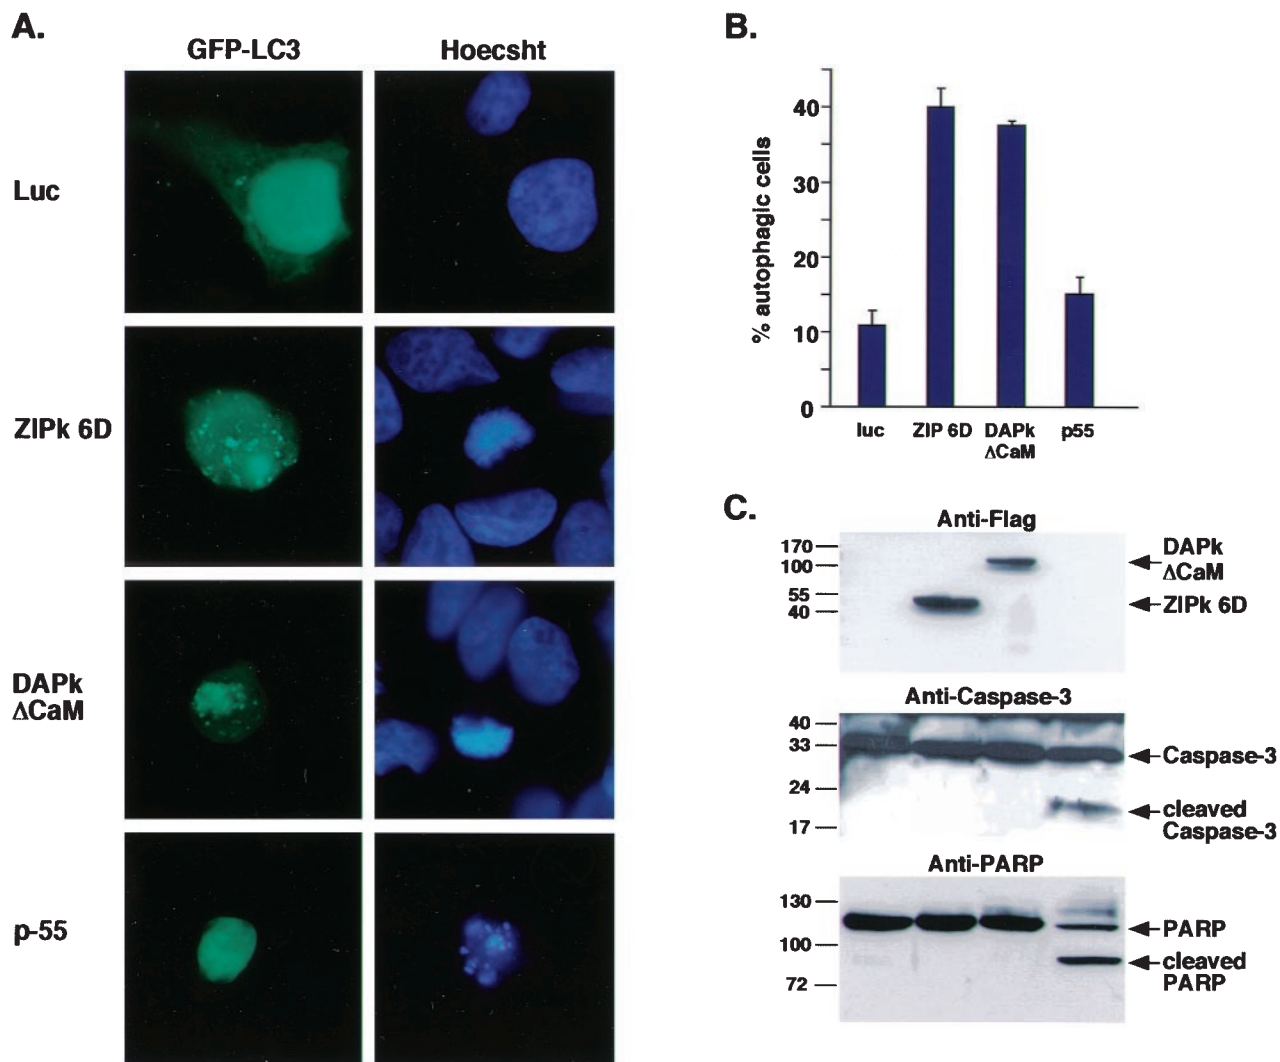 A.
GFP-LC3 Hoecsht
Luc
ZIPk 6D
DAPk
ΔCaM
p-55
B.
% autophagic cells
40
30
20
10
0
luc ZIP 6D DAPk p55
ΔCaM
C.
Anti-Flag
170
100
55
40
DAPk
ΔCaM
ZIPk 6D
Anti-Caspase-3
40
33
24
17
Caspase-3
cleaved
Caspase-3
Anti-PARP
130
100
72
PARP
cleaved
PARP